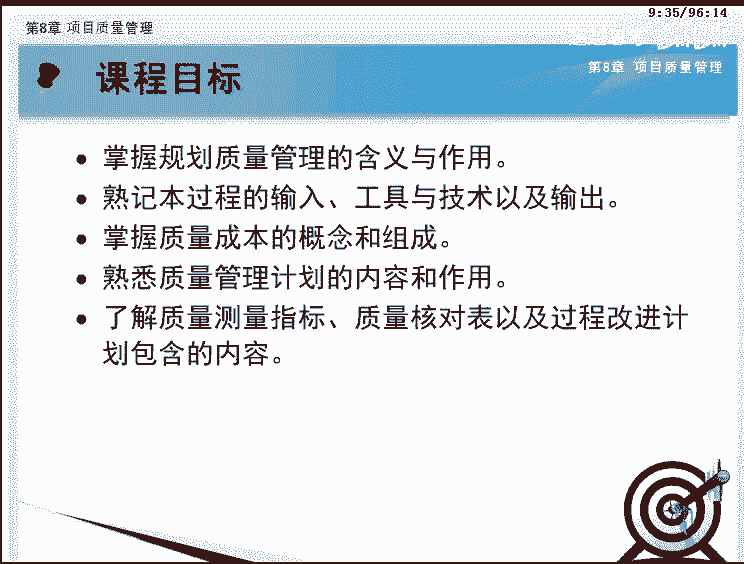 9:35/96:14
第8章 项目质量管理
第8章 项目质量管理
课程目标
掌握规划质量管理的含义与作用。
熟记本过程的输入、工具与技术以及输出。
掌握质量成本的概念和组成。
熟悉质量管理计划的内容和作用。
了解质量测量指标、质量核对表以及过程改进计
划包含的内容。